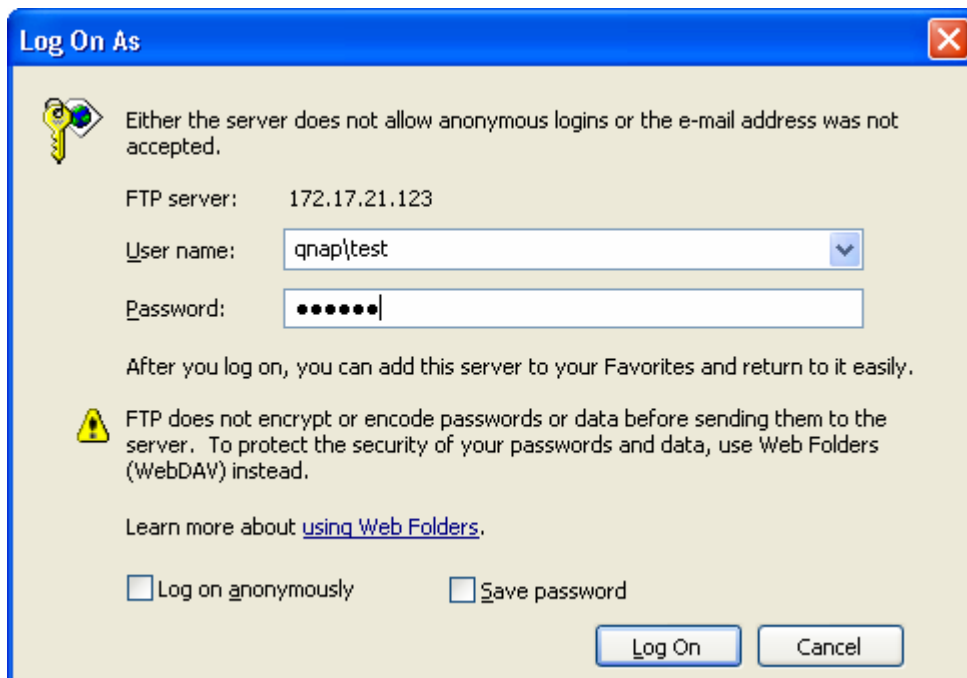 Log On As
Either the server does not allow anonymous logins or the e-mail address was not
accepted.
FTP server: 172.17.21.123
User name: qnap\test
Password: ●●●●●●
After you log on, you can add this server to your Favorites and return to it easily.
FTP does not encrypt or encode passwords or data before sending them to the
server. To protect the security of your passwords and data, use Web Folders
(WebDAV) instead.
Learn more about using Web Folders.
Log on anonymously Save password
Log On Cancel